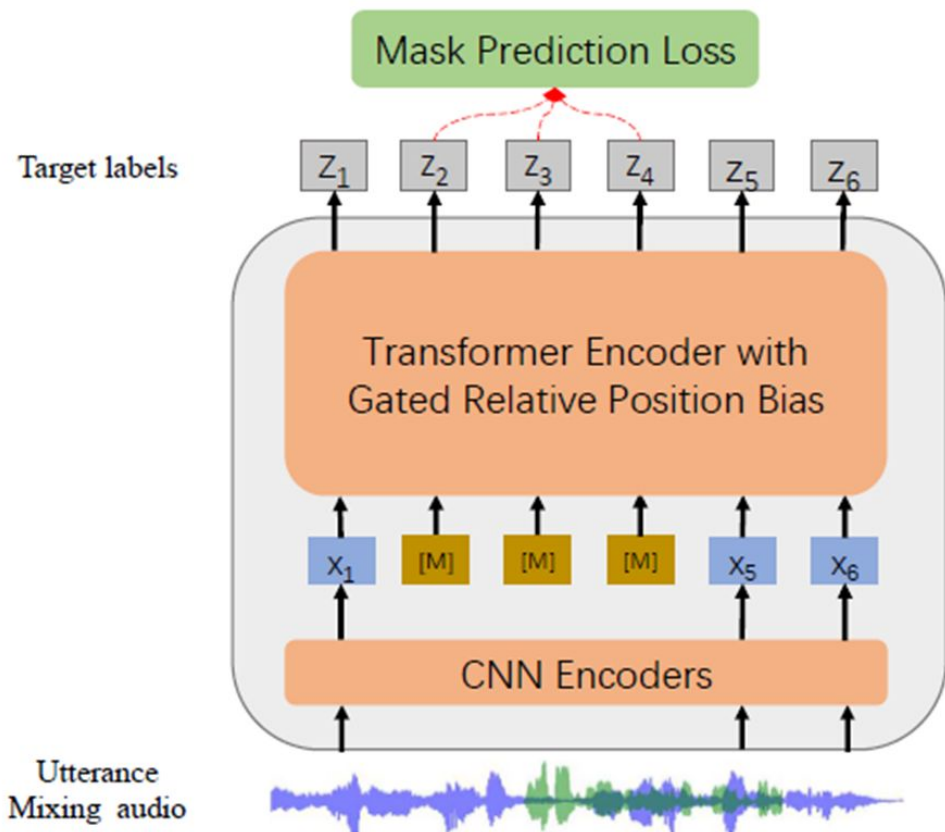 Mask Prediction Loss
Target labels
Z1 Z2 Z3 Z4 Z5 Z6
Transformer Encoder with
Gated Relative Position Bias
X1 [M] [M] [M] X5 X6
CNN Encoders
Utterance
Mixing audio